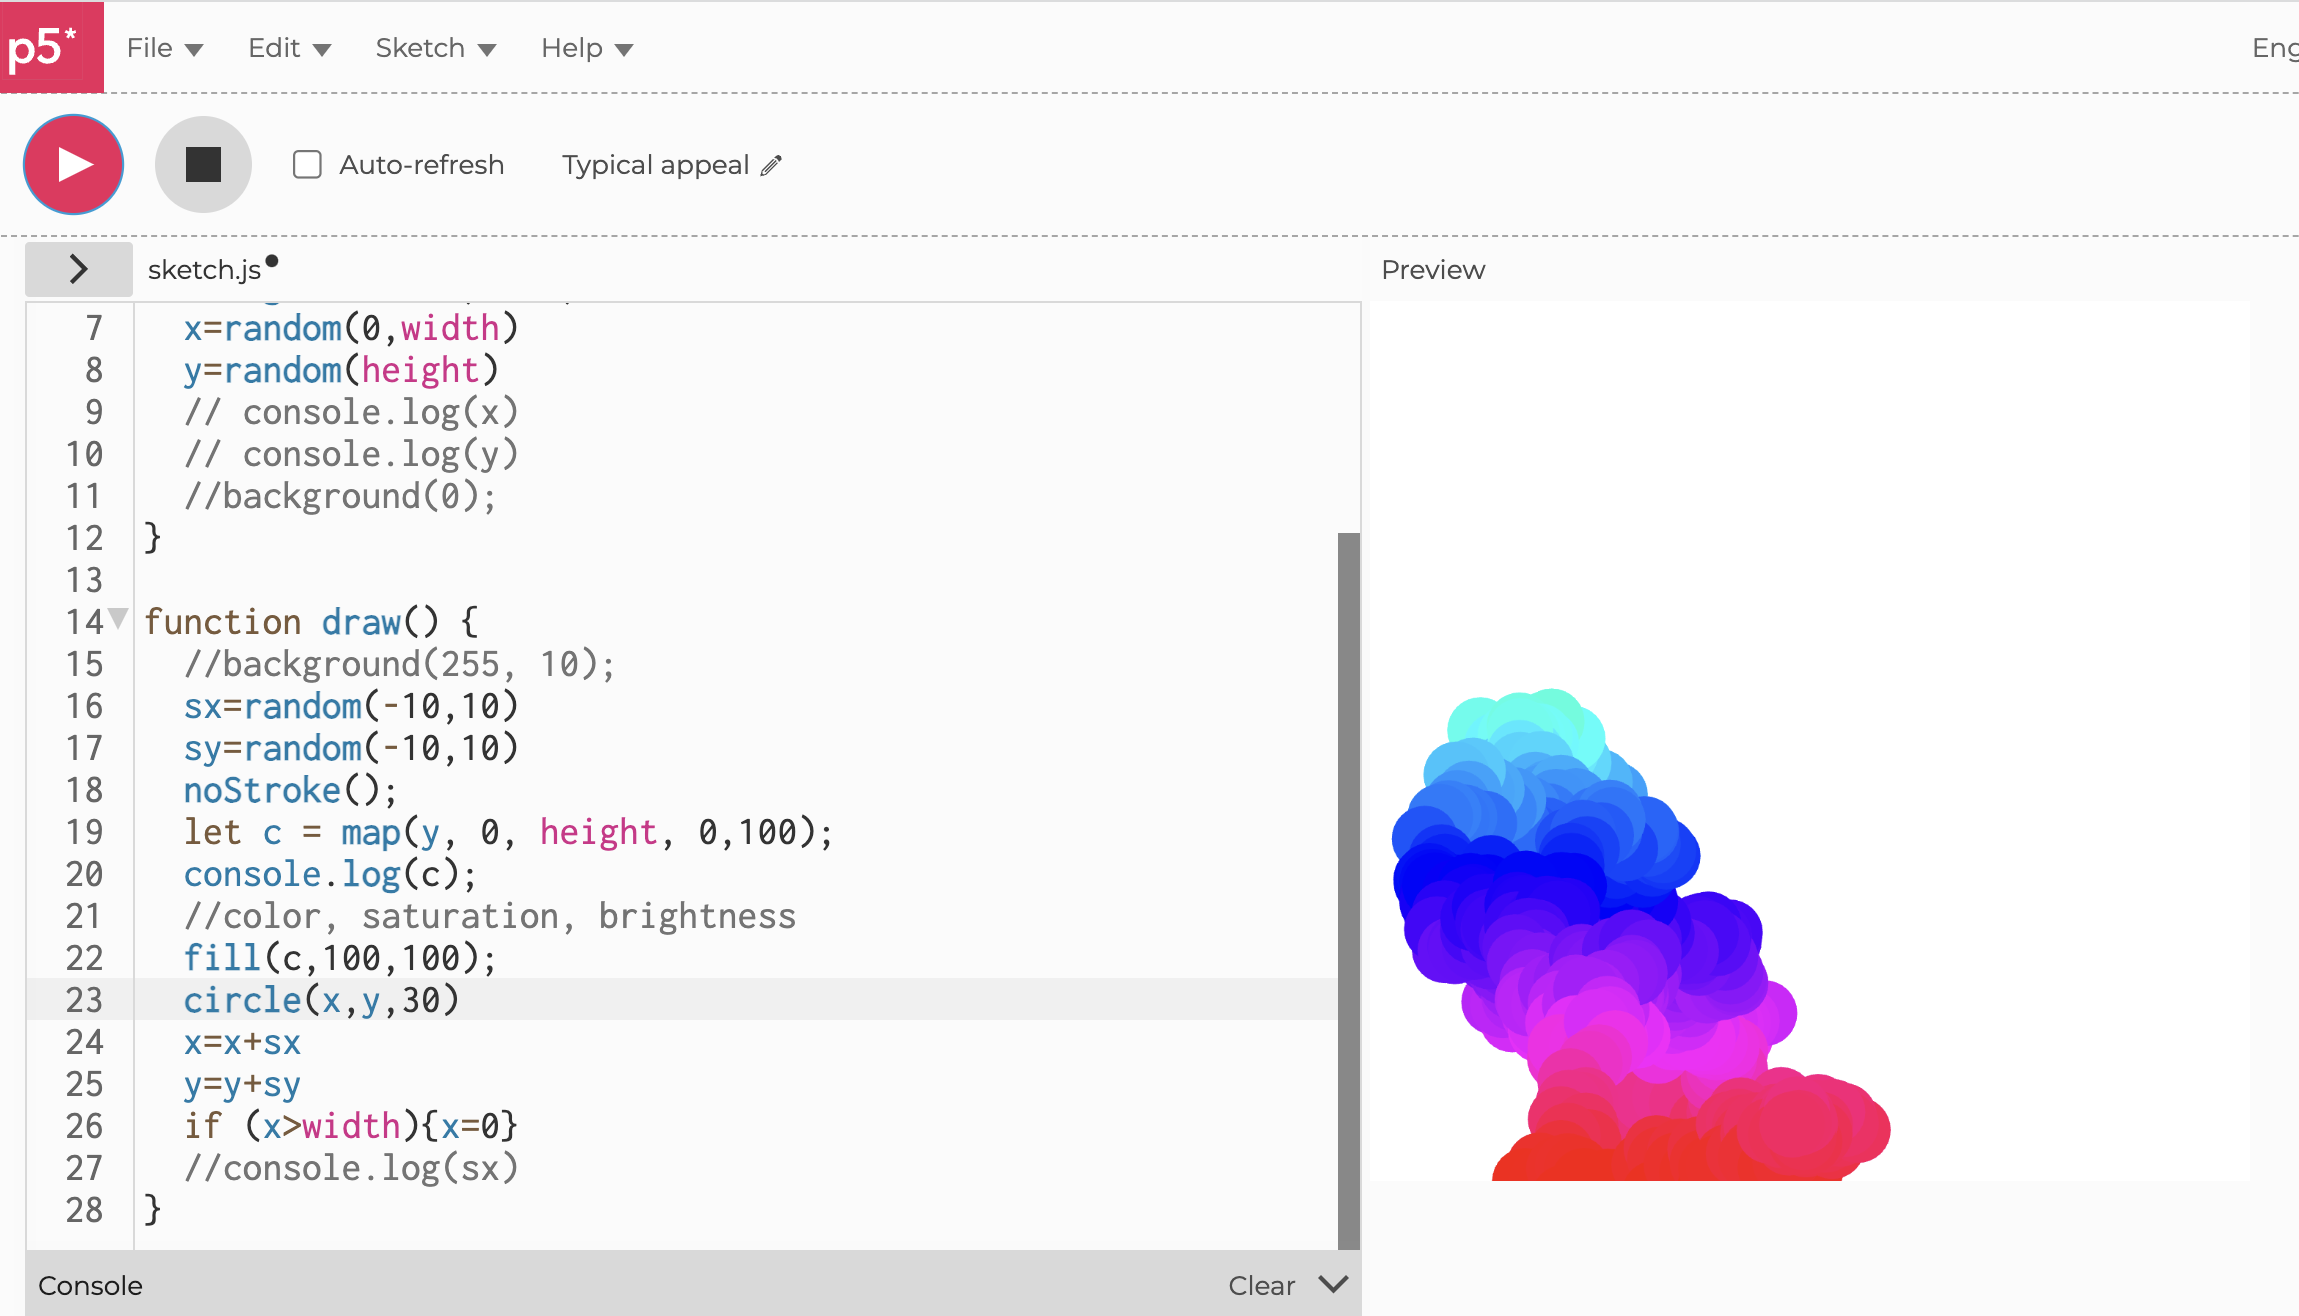 p5* File Edit Sketch Help Eng
Auto-refresh Typical appeal
sketch.js Preview
7 x=random(0,width)
8 y=random(height)
9 // console.log(x)
10 // console.log(y)
11 //background(0);
12 }
13
14 function draw() {
15 //background(255, 10);
16 sx=random(-10,10)
17 sy=random(-10,10)
18 noStroke();
19 let c = map(y, 0, height, 0,100);
20 console.log(c);
21 //color, saturation, brightness
22 fill(c,100,100);
23 circle(x,y,30)
24 x=x+sx
25 y=y+sy
26 if (x>width){x=0}
27 //console.log(sx)
28 }
Console Clear